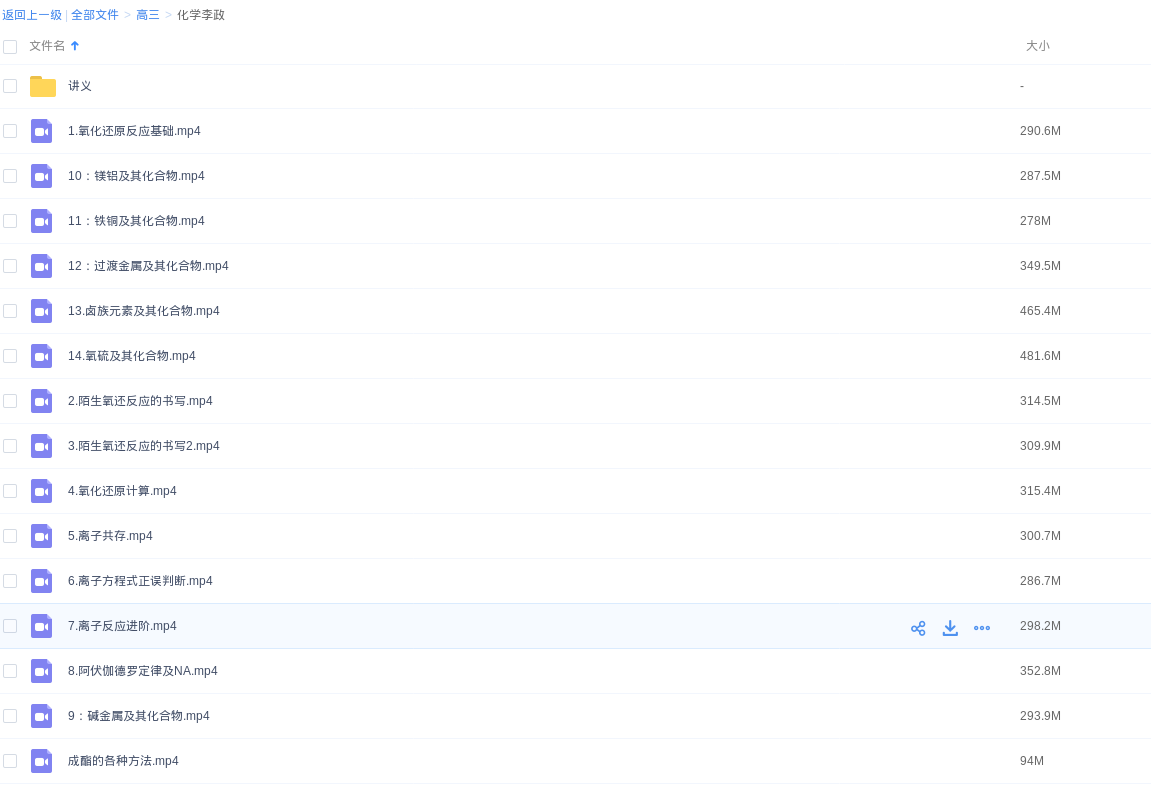 返回上一级 | 全部文件 > 高三 > 化学李政
文件名 大小
讲义 -
1.氧化还原反应基础.mp4 290.6M
10：镁铝及其化合物.mp4 287.5M
11：铁铜及其化合物.mp4 278M
12：过渡金属及其化合物.mp4 349.5M
13.卤族元素及其化合物.mp4 465.4M
14.氧硫及其化合物.mp4 481.6M
2.陌生氧还反应的书写.mp4 314.5M
3.陌生氧还反应的书写2.mp4 309.9M
4.氧化还原计算.mp4 315.4M
5.离子共存.mp4 300.7M
6.离子方程式正误判断.mp4 286.7M
7.离子反应进阶.mp4 298.2M
8.阿伏伽德罗定律及NA.mp4 352.8M
9：碱金属及其化合物.mp4 293.9M
成酯的各种方法.mp4 94M